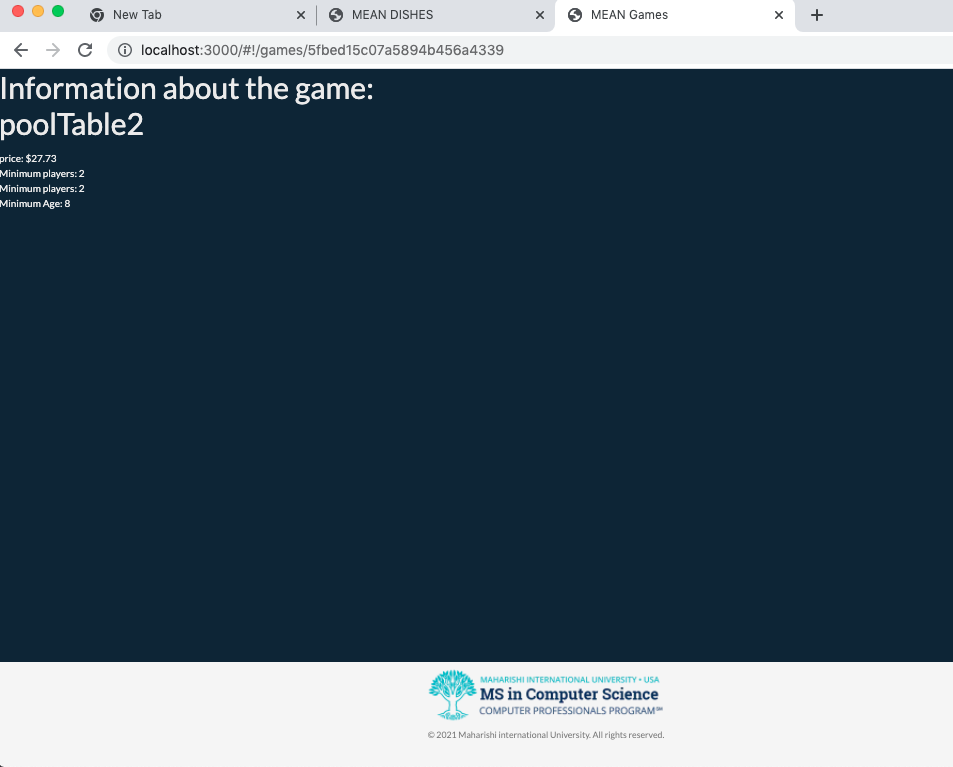 New Tab
MEAN DISHES
MEAN Games
localhost:3000/#!/games/5fbed15c07a5894b456a4339
Information about the game:
poolTable2
price: $27.73
Minimum players: 2
Minimum players: 2
Minimum Age: 8
MAHARISHI INTERNATIONAL UNIVERSITY • USA
MS in Computer Science
COMPUTER PROFESSIONALS PROGRAM℠
© 2021 Maharishi international University. All rights reserved.